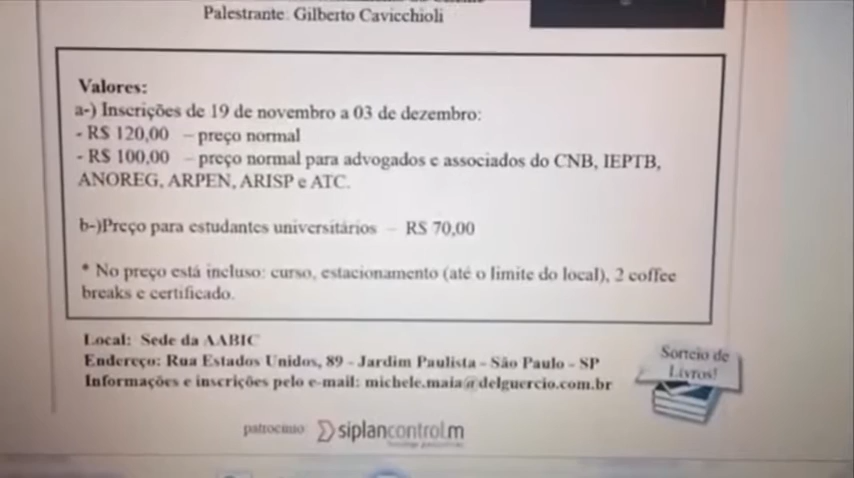 Palestrante: Gilberto Cavicchioli
Valores:
a-) Inscrições de 19 de novembro a 03 de dezembro:
- R$ 120,00 – preço normal
- R$ 100,00 – preço normal para advogados e associados do CNB, IEPTB,
ANOREG, ARPEN, ARISP e ATC.
b-)Preço para estudantes universitários – R$ 70,00
* No preço está incluso: curso, estacionamento (até o limite do local), 2 coffee
breaks e certificado.
Local: Sede da AABIC
Endereço: Rua Estados Unidos, 89 - Jardim Paulista - São Paulo - SP
Informações e inscrições pelo e-mail: michele.maia@delguercio.com.br
Sorteio de
Livros!
patrocínio siplancontrol.m